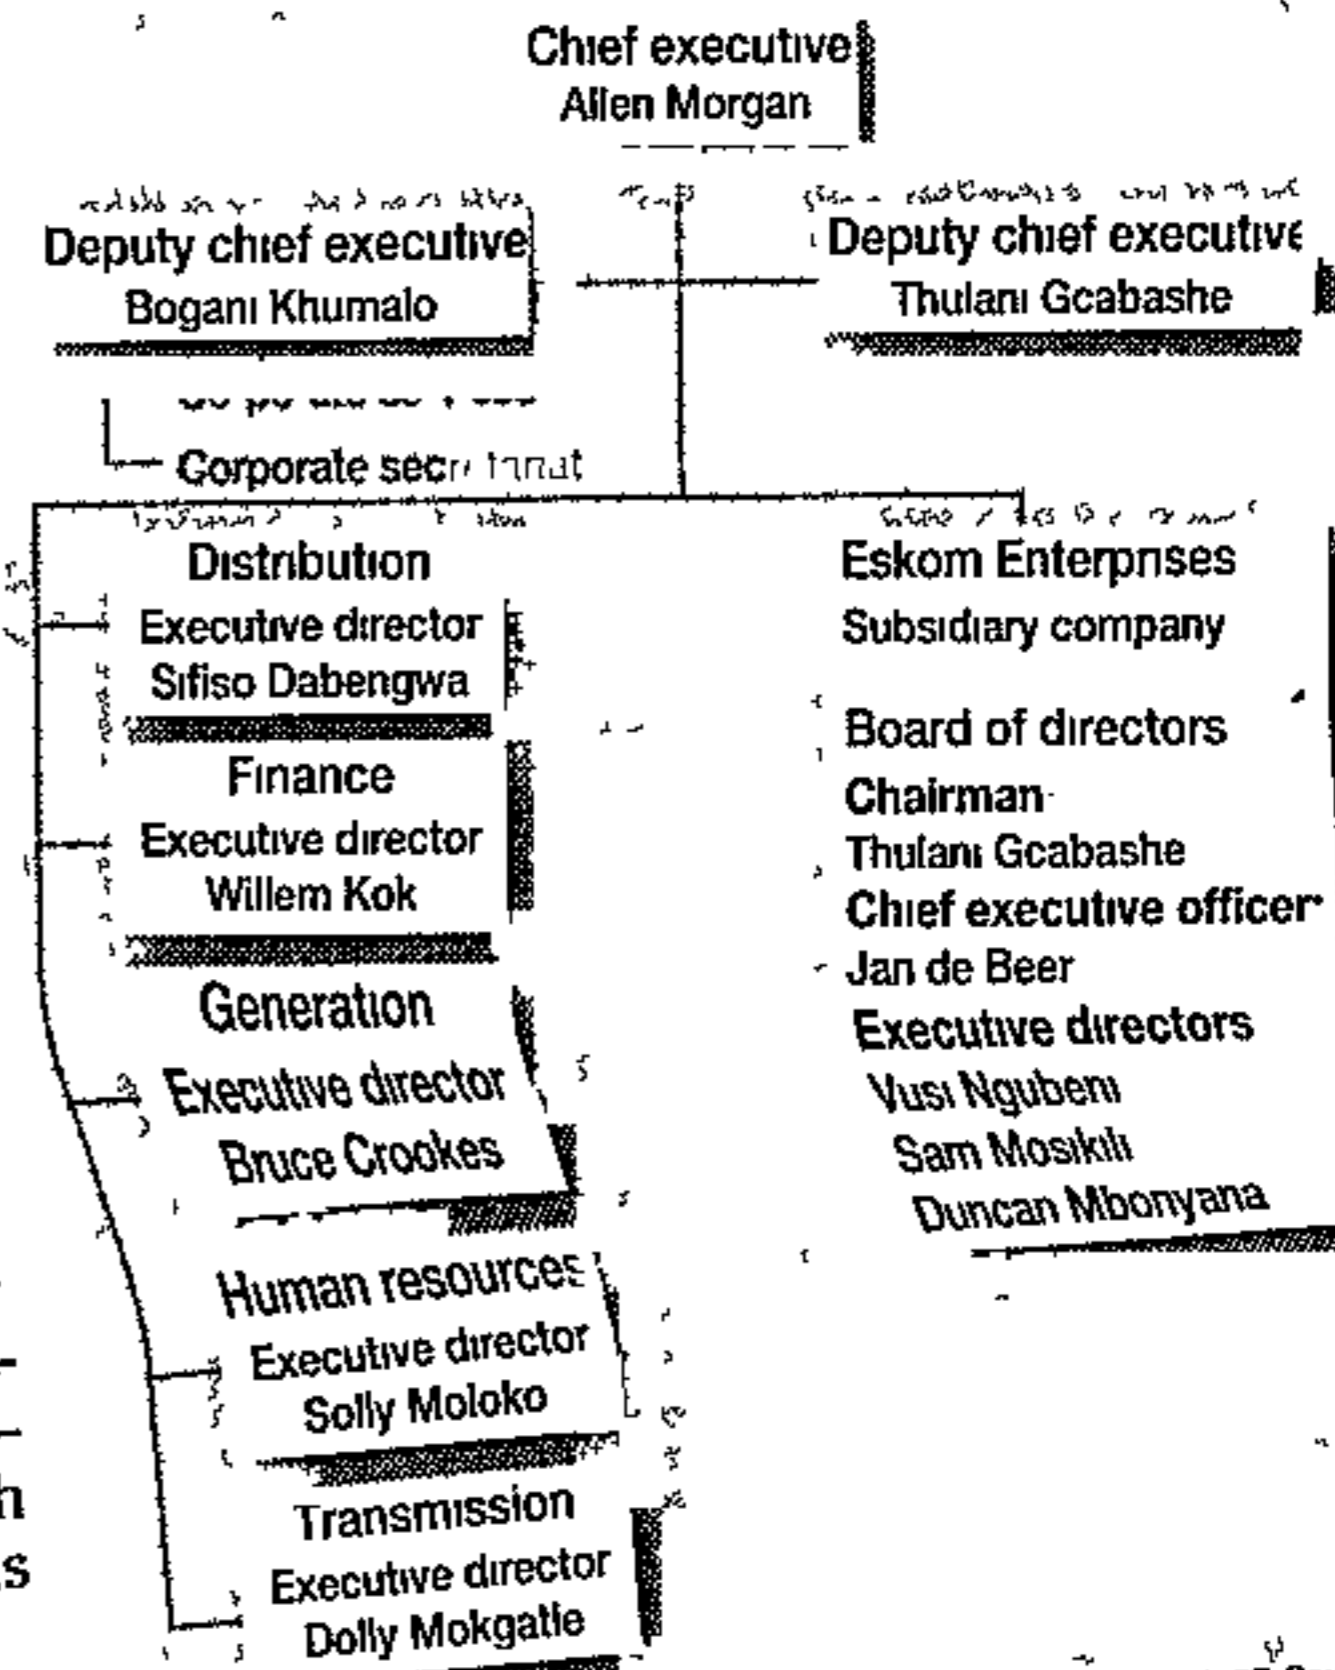 Chief executive
Allen Morgan
Deputy chief executive
Bogani Khumalo
Deputy chief executive
Thulani Gcabashe
Corporate
Distribution
Executive director
Sifiso Dabengwa
Finance
Executive director
Willem Kok
Generation
Executive director
Bruce Crookes
Human resources
Executive director
Solly Moloko
Transmission
Executive director
Dolly Mokgatle
Eskom Enterprises
Subsidiary company
Board of directors
Chairman
Thulani Gcabashe
Chief executive officer
Jan de Beer
Executive directors
Vusi Ngubeni
Sam Mosikili
Duncan Mbonyana